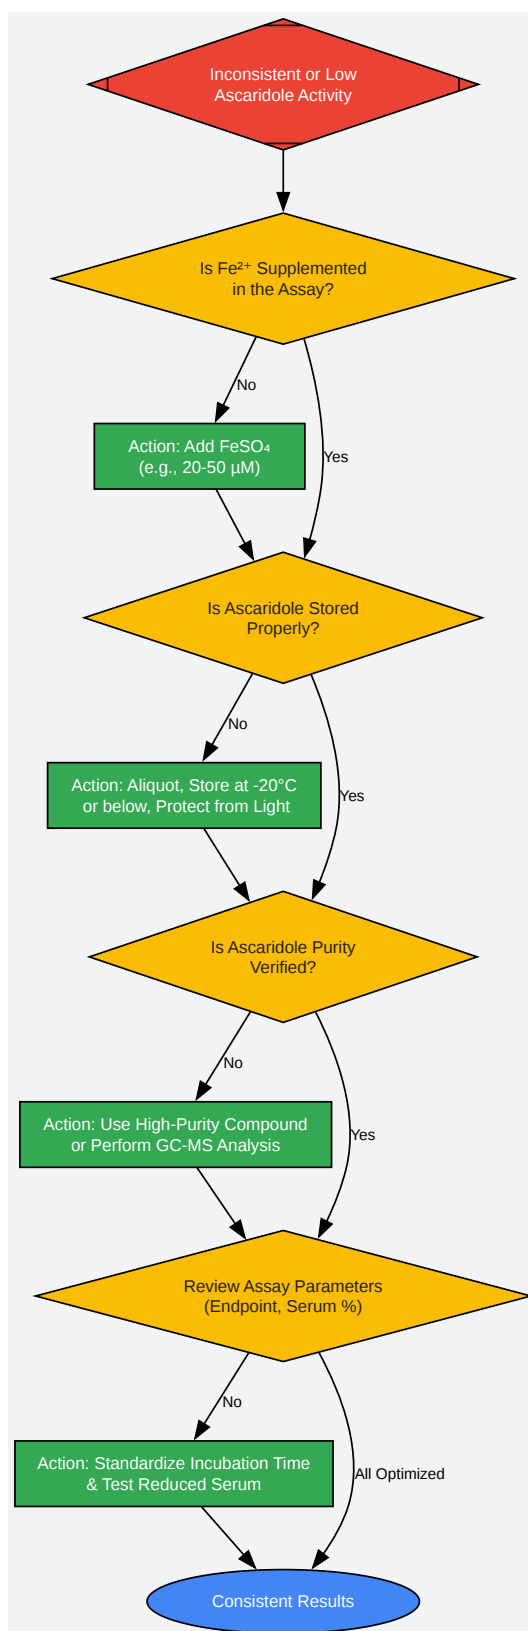 Inconsistent or Low
Ascaridole Activity
Is Fe²⁺ Supplemented
in the Assay?
No
Action: Add FeSO₄
(e.g., 20-50 µM)
Yes
Is Ascaridole Stored
Properly?
No
Action: Aliquot, Store at -20°C
or below, Protect from Light
Yes
Is Ascaridole Purity
Verified?
No
Action: Use High-Purity Compound
or Perform GC-MS Analysis
Yes
Review Assay Parameters
(Endpoint, Serum %)
No
Action: Standardize Incubation Time
& Test Reduced Serum
All Optimized
Consistent Results